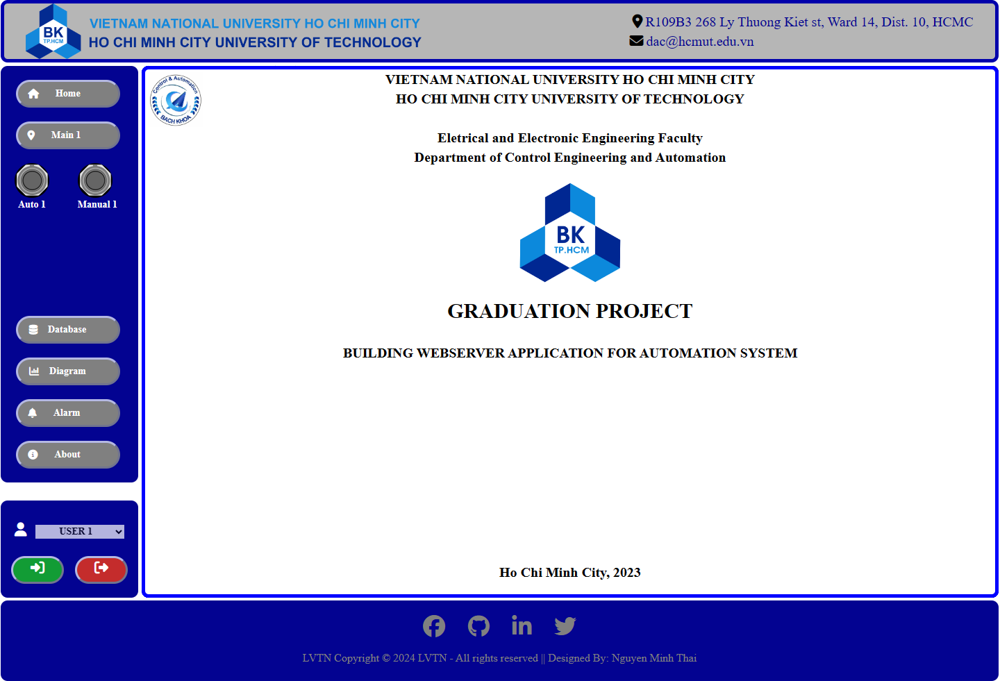 BK
TP.HCM
VIETNAM NATIONAL UNIVERSITY HO CHI MINH CITY
HO CHI MINH CITY UNIVERSITY OF TECHNOLOGY
R109B3 268 Ly Thuong Kiet st, Ward 14, Dist. 10, HCMC
dac@hcmut.edu.vn
Home
Main 1
Auto 1
Manual 1
Database
Diagram
Alarm
About
USER 1
Control & Automation
BACH KHOA
VIETNAM NATIONAL UNIVERSITY HO CHI MINH CITY
HO CHI MINH CITY UNIVERSITY OF TECHNOLOGY
Eletrical and Electronic Engineering Faculty
Department of Control Engineering and Automation
BK
TP.HCM
GRADUATION PROJECT
BUILDING WEBSERVER APPLICATION FOR AUTOMATION SYSTEM
Ho Chi Minh City, 2023
LVTN Copyright © 2024 LVTN - All rights reserved || Designed By: Nguyen Minh Thai